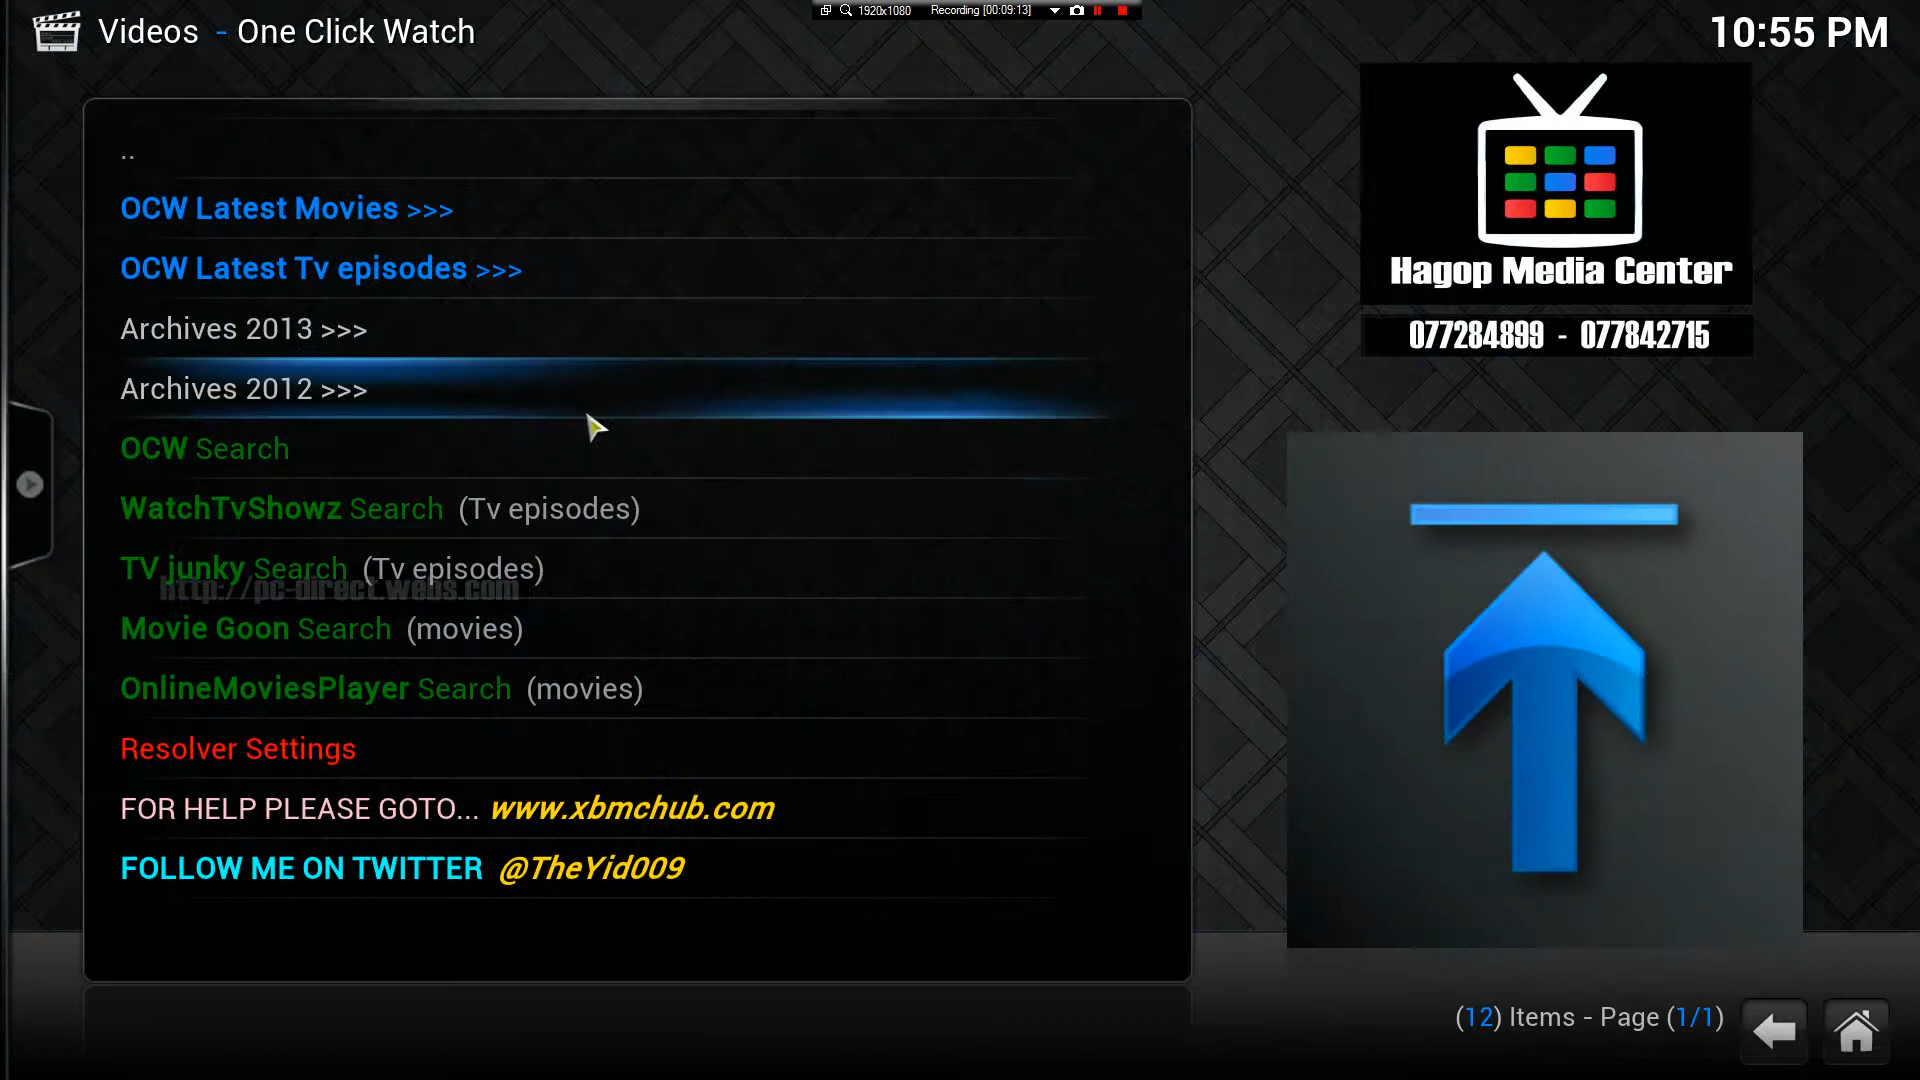 1920x1080 Recording [00:09:13]
Videos - One Click Watch
10:55 PM
..
OCW Latest Movies >>>
OCW Latest Tv episodes >>>
Archives 2013 >>>
Archives 2012 >>>
OCW Search
WatchTvShowz Search (Tv episodes)
TV junky Search (Tv episodes)
http://pc-direct.webs.com
Movie Goon Search (movies)
OnlineMoviesPlayer Search (movies)
Resolver Settings
FOR HELP PLEASE GOTO... www.xbmchub.com
FOLLOW ME ON TWITTER @TheYid009
Hagop Media Center
077284899 - 077842715
(12) Items - Page (1/1)